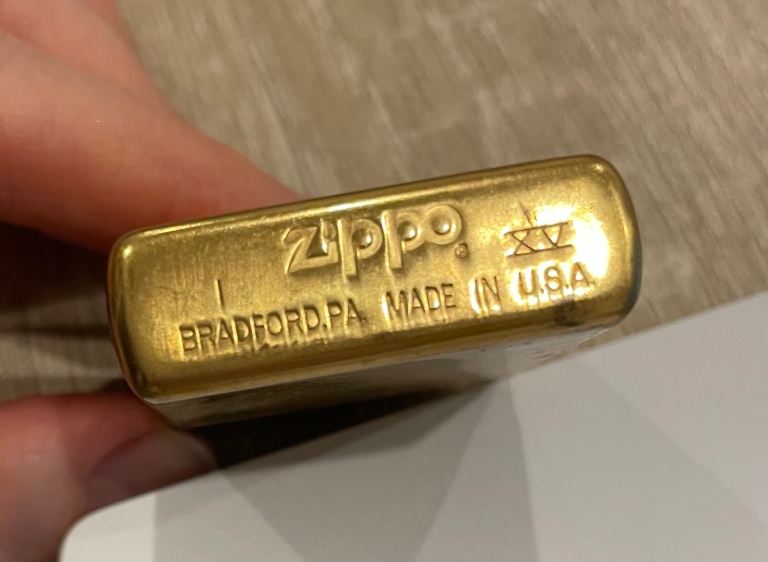 zippo ®
I XV
BRADFORD,PA. MADE IN U.S.A